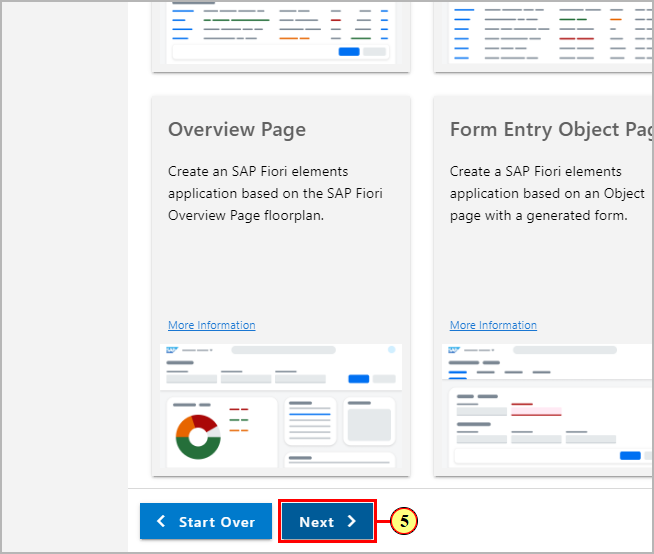 Overview Page
Create an SAP Fiori elements
application based on the SAP Fiori
Overview Page floorplan.
More Information
SAP
Form Entry Object Pag
Create a SAP Fiori elements
application based on an Object
page with a generated form.
More Information
SAP
Start Over
Next
5